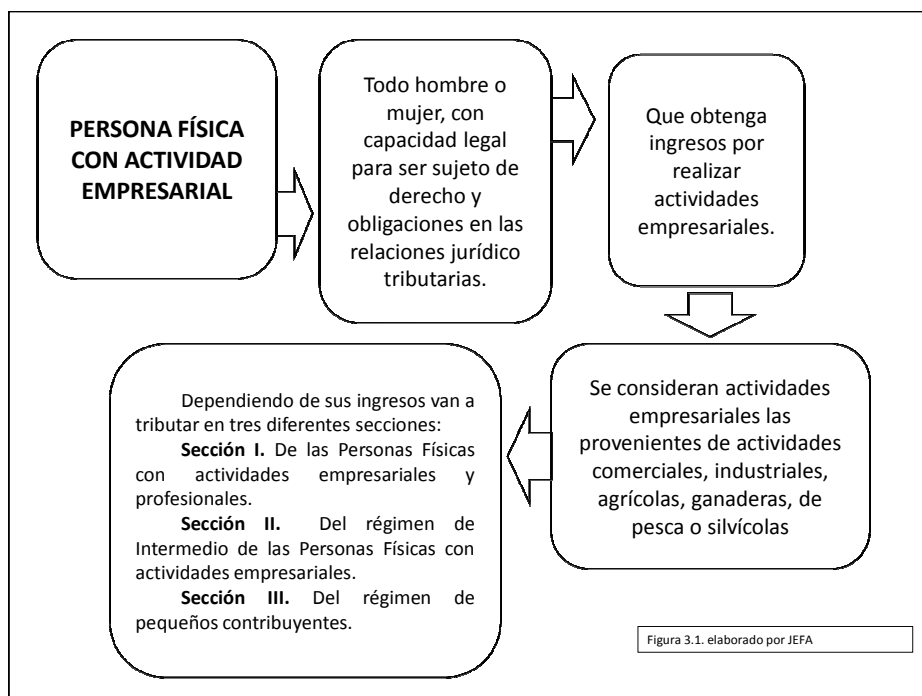 PERSONA FÍSICA
CON ACTIVIDAD
EMPRESARIAL
Todo hombre o
mujer, con
capacidad legal
para ser sujeto de
derecho y
obligaciones en las
relaciones jurídico
tributarias.
Que obtenga
ingresos por
realizar
actividades
empresariales.
Se consideran actividades
empresariales las
provenientes de actividades
comerciales, industriales,
agrícolas, ganaderas, de
pesca o silvícolas
Dependiendo de sus ingresos van a
tributar en tres diferentes secciones:
Sección I. De las Personas Físicas
con actividades empresariales y
profesionales.
Sección II. Del régimen de
Intermedio de las Personas Físicas con
actividades empresariales.
Sección III. Del régimen de
pequeños contribuyentes.
Figura 3.1. elaborado por JEFA